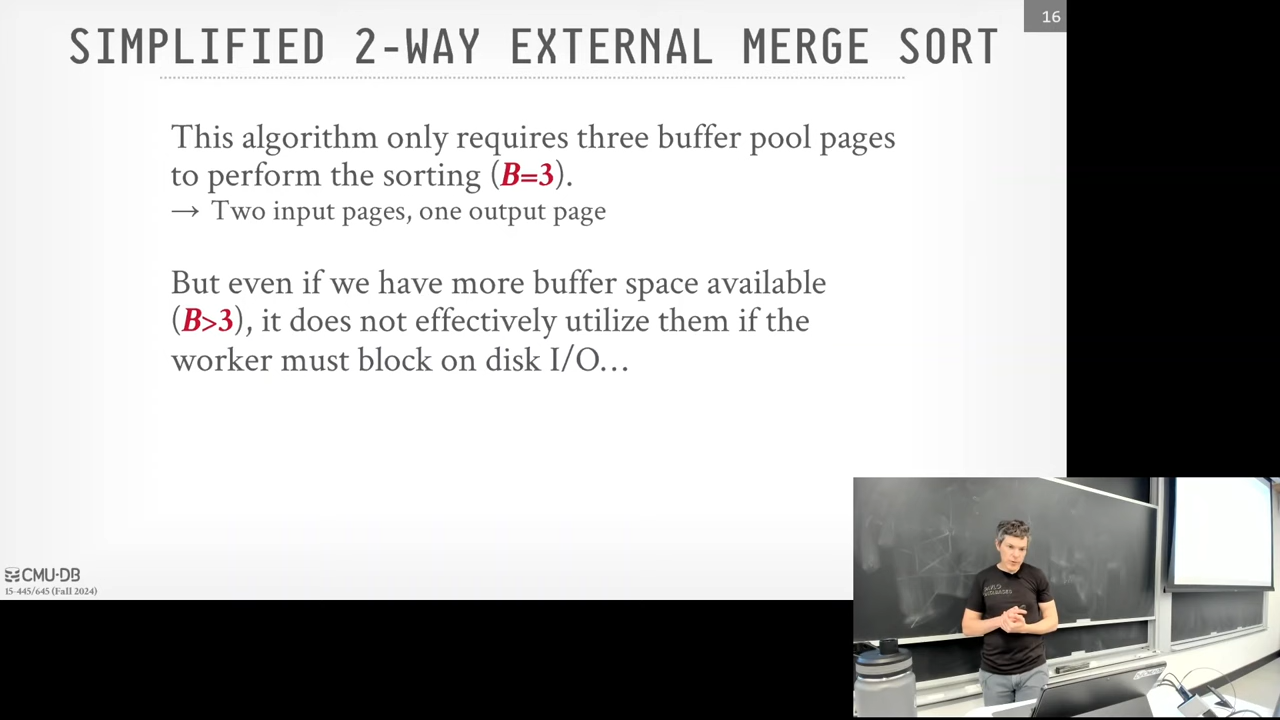 16
SIMPLIFIED 2-WAY EXTERNAL MERGE SORT
This algorithm only requires three buffer pool pages
to perform the sorting (B=3).
→ Two input pages, one output page
But even if we have more buffer space available
(B>3), it does not effectively utilize them if the
worker must block on disk I/O…
CMU·DB
15-445/645 (Fall 2024)